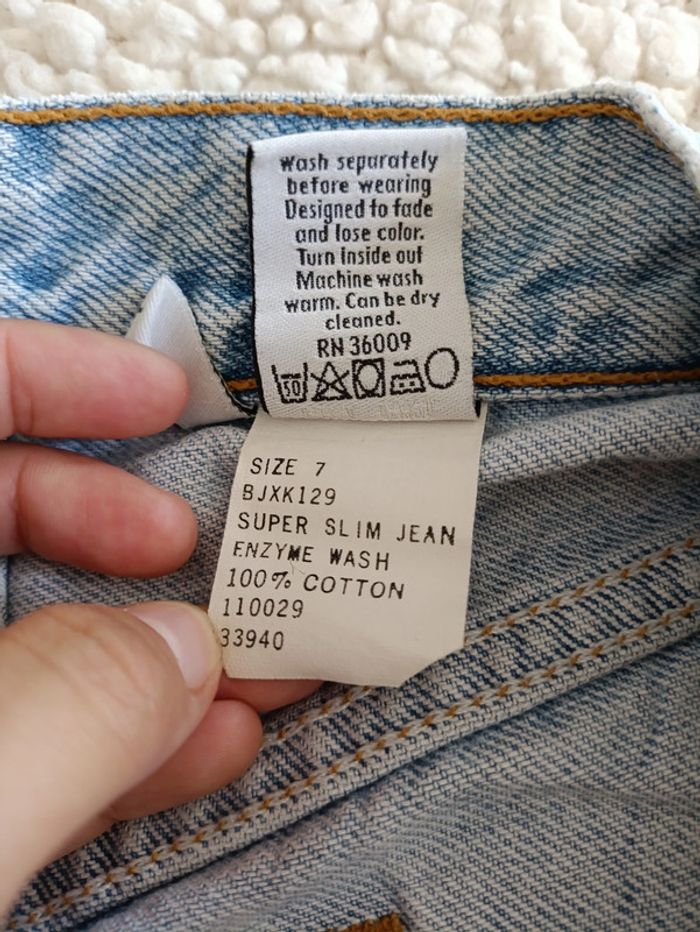 wash separately
before wearing
Designed to fade
and lose color.
Turn inside out
Machine wash
warm. Can be dry
cleaned.
RN 36009
50
SIZE 7
BJXK129
SUPER SLIM JEAN
ENZYME WASH
100% COTTON
110029
33940